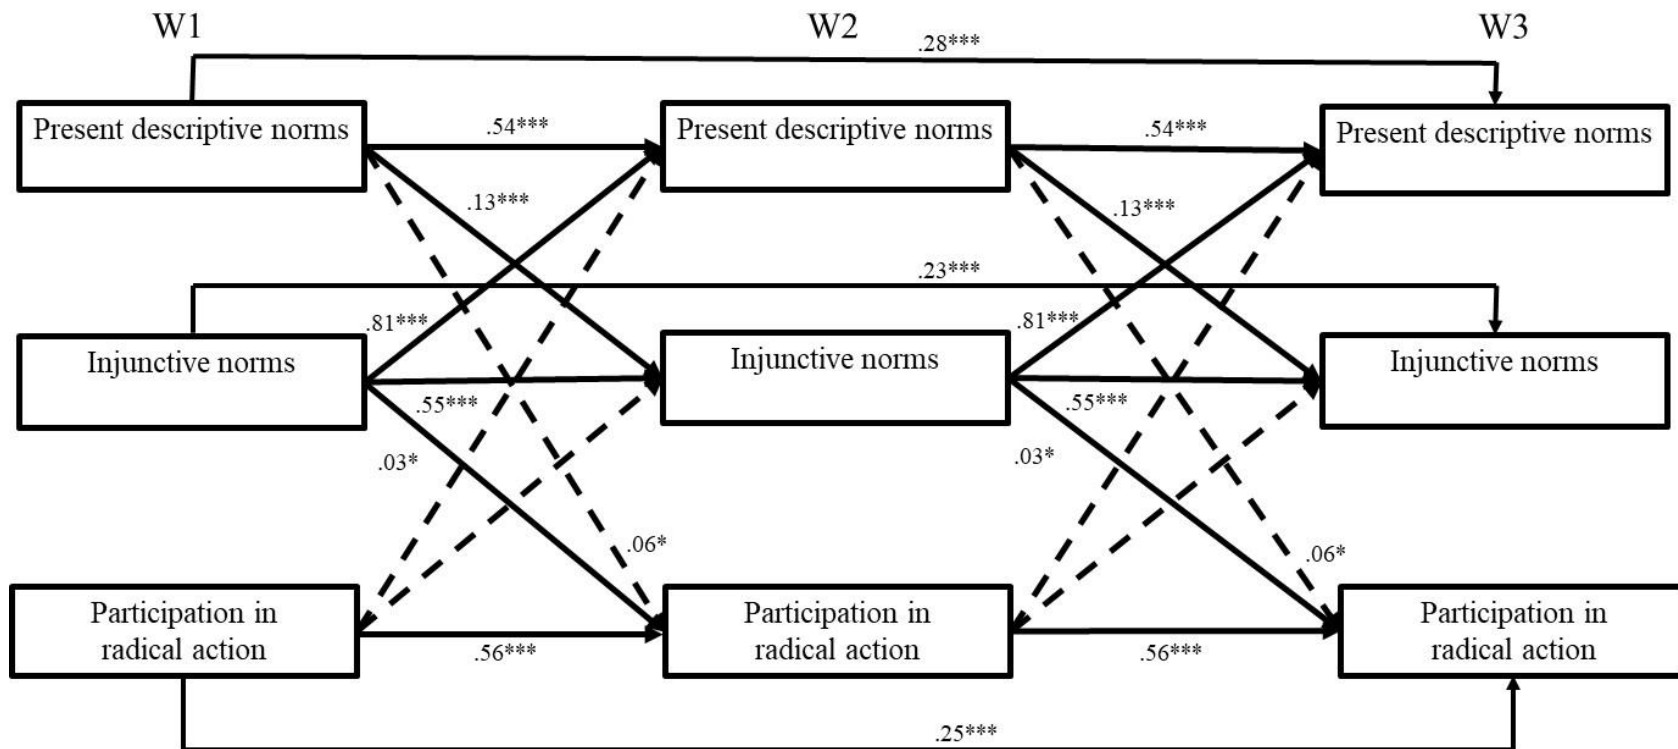 W1
W2
W3
.28***
Present descriptive norms
.54***
Present descriptive norms
.54***
Present descriptive norms
.13***
.13***
.23***
.81***
.81***
Injunctive norms
Injunctive norms
Injunctive norms
.55***
.55***
.03*
.03*
.06*
.06*
Participation in
radical action
Participation in
radical action
Participation in
radical action
.56***
.56***
.25***